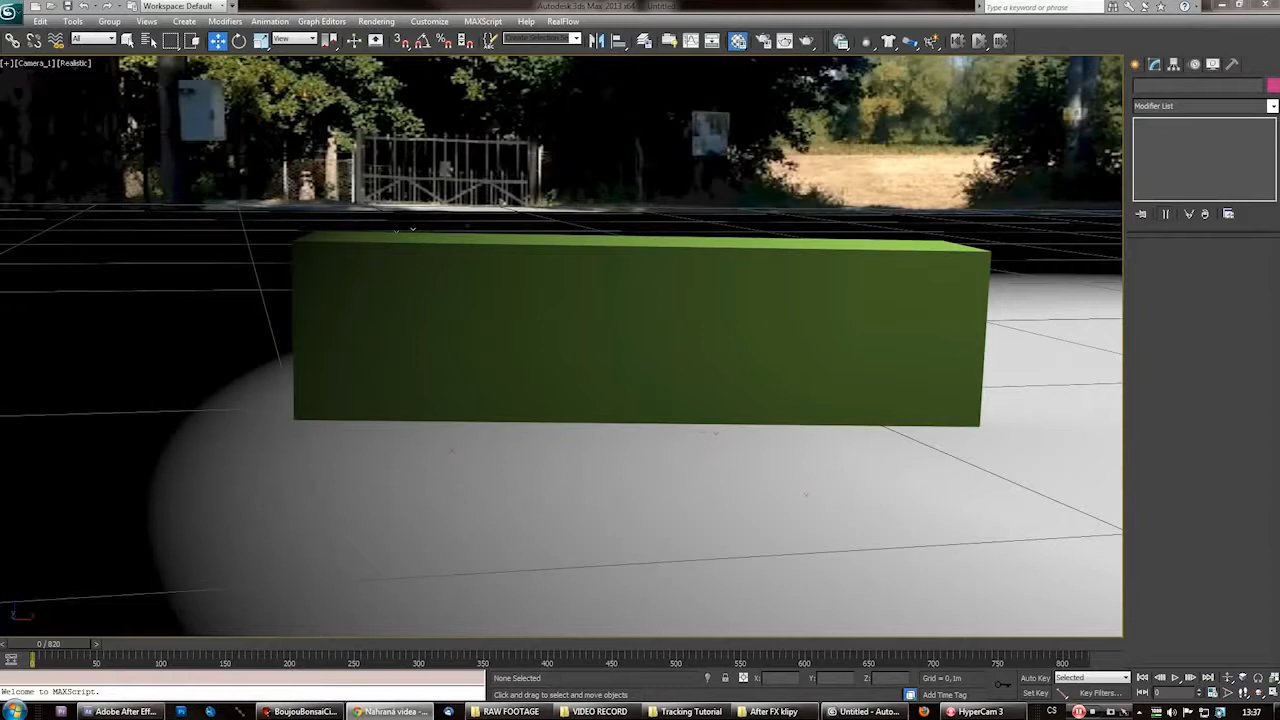 Workspace: Default
Autodesk 3ds Max 2013 x64
Untitled
Type a keyword or phrase
Edit Tools Group Views Create Modifiers Animation Graph Editors Rendering Customize MAXScript Help RealFlow
All
View
Create Selection Se
[+][Camera_1][Realistic]
Modifier List
0 / 820
0 50 100 150 200 250 300 350 400 450 500 550 600 650 700 750 800
None Selected
X:
Y:
Z:
Grid = 0,1m
Auto Key
Selected
Welcome to MAXScript.
Click and drag to select and move objects
Add Time Tag
Set Key
Key Filters...
0
Adobe After Eff...
BoujouBonsaiCi...
Nahraná videa -...
RAW FOOTAGE
VIDEO RECORD
Tracking Tutorial
After FX klipy
Untitled - Auto...
HyperCam 3
CS
13:37